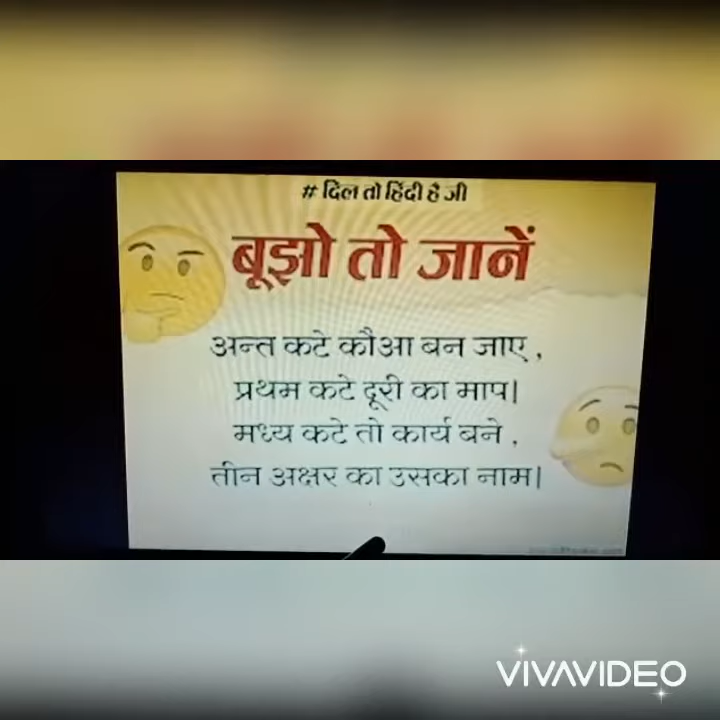 # दिल तो हिंदी है जी
बूझो तो जानें
अन्त कटे कौआ बन जाए ,
प्रथम कटे दूरी का माप|
मध्य कटे तो कार्य बने ,
तीन अक्षर का उसका नाम|
VIVAVIDEO